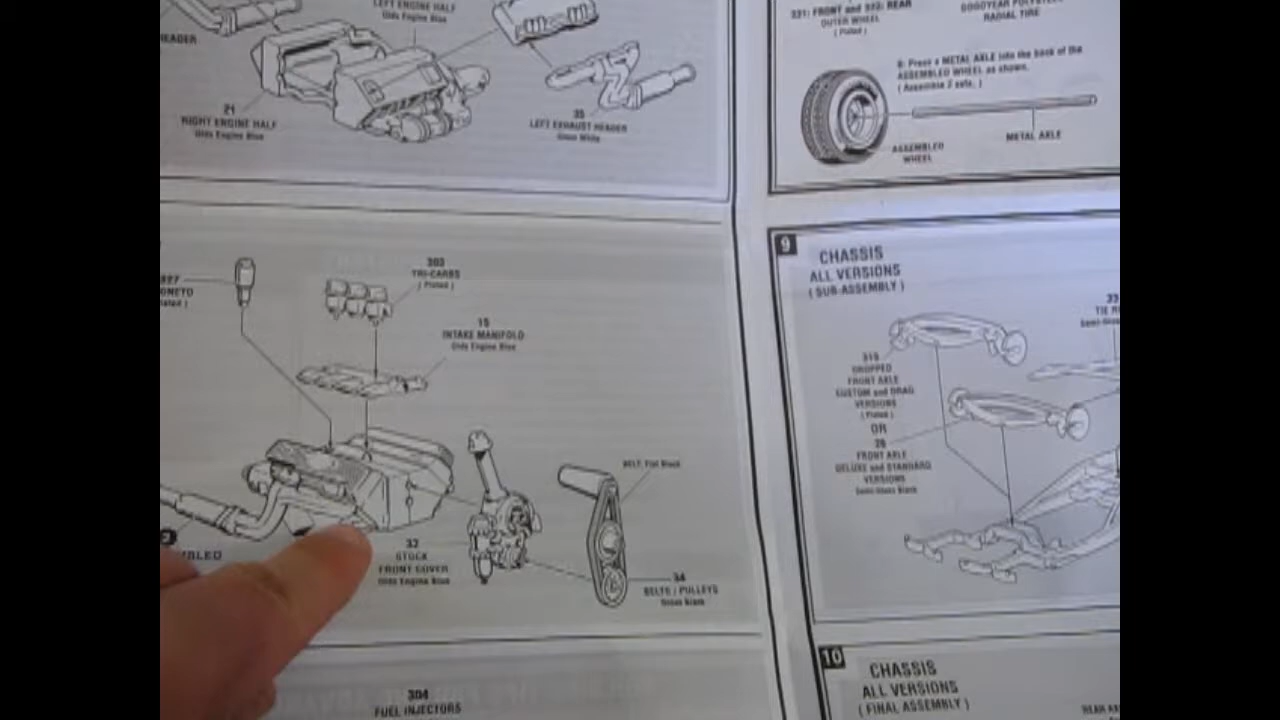 LEFT ENGINE HALF
Olds Engine Blue
HEADER
21
RIGHT ENGINE HALF
Olds Engine Blue
35
LEFT EXHAUST HEADER
Gloss White
331: FRONT and 332: REAR
OUTER WHEEL
( Plated )
GOODYEAR POLYSTEEL
RADIAL TIRE
B: Press a METAL AXLE into the back of the
ASSEMBLED WHEEL as shown.
( Assemble 2 sets. )
METAL AXLE
ASSEMBLED
WHEEL
327
303
TRI-CARBS
( Plated )
15
INTAKE MANIFOLD
Olds Engine Blue
BELT Flat Black
32
STOCK
FRONT COVER
Olds Engine Blue
34
BELTS / PULLEYS
Gloss Black
304
FUEL INJECTORS
9
CHASSIS
ALL VERSIONS
( SUB-ASSEMBLY )
DROPPED
FRONT AXLE
CUSTOM and DRAG
VERSIONS
( Plated )
OR
FRONT AXLE
DELUXE and STANDARD
VERSIONS
Semi-Gloss Black
10
CHASSIS
ALL VERSIONS
( FINAL ASSEMBLY )